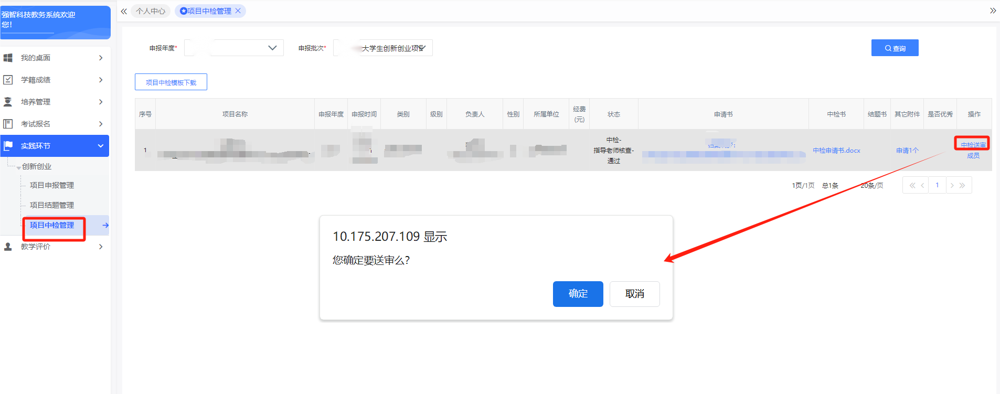 强智科技教务系统欢迎
您!
个人中心
项目中检管理
我的桌面
学籍成绩
培养管理
考试报名
实践环节
创新创业
项目申报管理
项目结题管理
项目中检管理
教学评价
申报年度*
申报批次*
大学生创新创业项目
查询
项目中检模板下载
序号 项目名称 申报年度 申报时间 类别 级别 负责人 性别 所属单位 经费(元) 状态 申请书 中检书 结题书 其它附件 是否优秀 操作
1
中检-
指导老师核查-
通过
中检申请书.docx
申请1个
中检送审
成员
1页/1页 总1条 20条/页
1
10.175.207.109 显示
您确定要送审么?
确定 取消